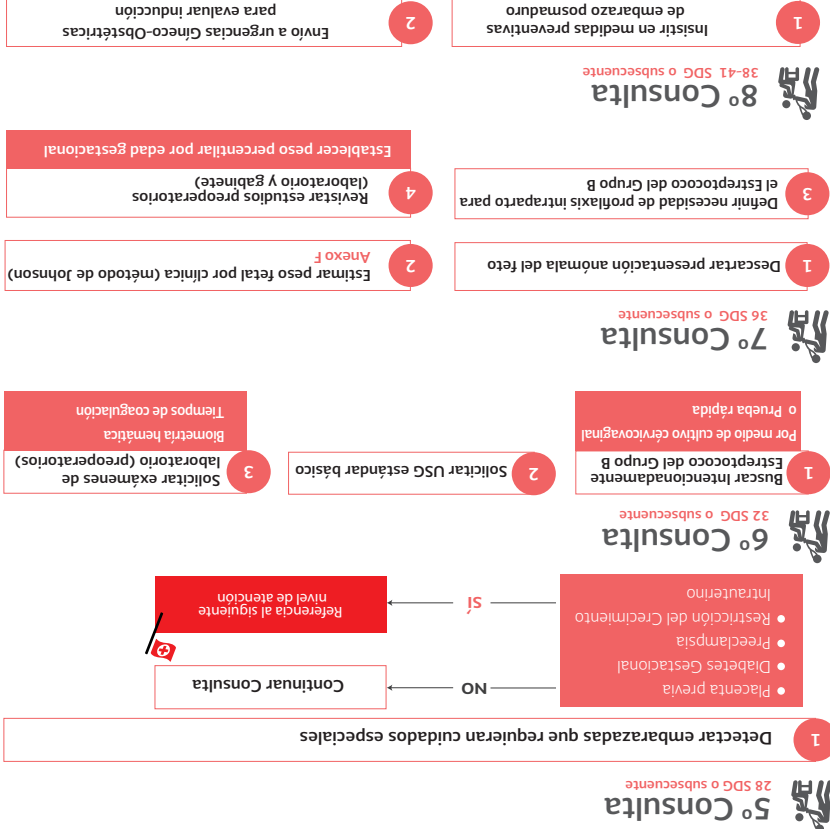 5º Consulta
28 SDG o subsecuente
1
Detectar embarazadas que requieran cuidados especiales
• Placenta previa
• Diabetes Gestacional
• Preeclampsia
• Restricción del Crecimiento
Intrauterino
NO
Continuar Consulta
SÍ
Referencia al siguiente
nivel de atención
6º Consulta
32 SDG o subsecuente
1
Buscar Intencionadamente
Estreptococo del Grupo B
Por medio de cultivo cérvicovaginal
o Prueba rápida
2
Solicitar USG estándar básico
3
Solicitar exámenes de
laboratorio (preoperatorios)
Biometría hemática
Tiempos de coagulación
7º Consulta
36 SDG o subsecuente
1
Descartar presentación anómala del feto
2
Estimar peso fetal por clínica (método de Johnson)
Anexo F
3
Definir necesidad de profilaxis intraparto para
el Estreptococo del Grupo B
4
Revistar estudios preoperatorios
(laboratorio y gabinete)
Establecer peso percentilar por edad gestacional
8º Consulta
38-41 SDG o subsecuente
1
Insistir en medidas preventivas
de embarazo posmaduro
2
Envío a urgencias Gineco-Obstétricas
para evaluar inducción